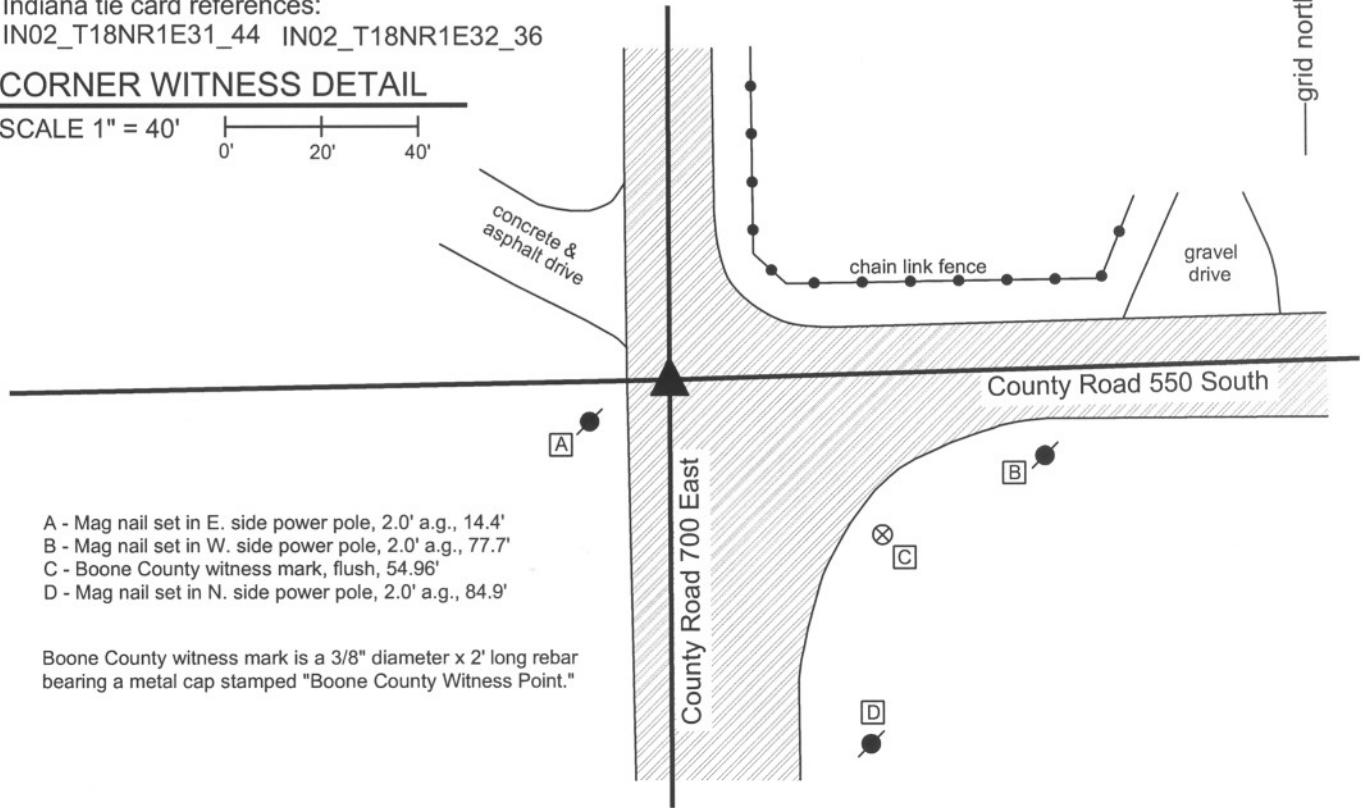 Indiana tie card references:
IN02_T18NR1E31_44 IN02_T18NR1E32_36
CORNER WITNESS DETAIL
SCALE 1" = 40'
0' 20' 40'
grid north
concrete &
asphalt drive
chain link fence
gravel
drive
County Road 550 South
County Road 700 East
A
B
C
D
A - Mag nail set in E. side power pole, 2.0' a.g., 14.4'
B - Mag nail set in W. side power pole, 2.0' a.g., 77.7'
C - Boone County witness mark, flush, 54.96'
D - Mag nail set in N. side power pole, 2.0' a.g., 84.9'
Boone County witness mark is a 3/8" diameter x 2' long rebar
bearing a metal cap stamped "Boone County Witness Point."